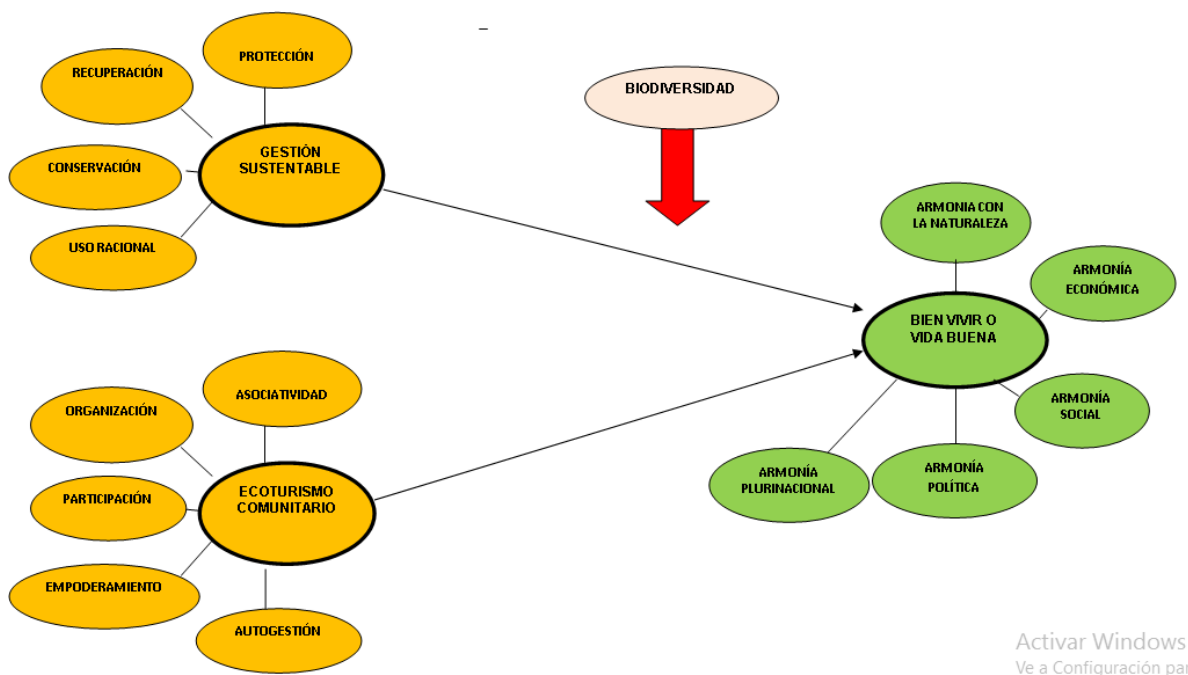 PROTECCIÓN
RECUPERACIÓN
BIODIVERSIDAD
GESTIÓN
SUSTENTABLE
CONSERVACIÓN
USO RACIONAL
ARMONIA CON
LA NATURALEZA
ARMONÍA
ECONÓMICA
BIEN VIVIR O
VIDA BUENA
ARMONÍA
SOCIAL
ARMONÍA
POLÍTICA
ARMONÍA
PLURINACIONAL
ASOCIATIVIDAD
ORGANIZACIÓN
ECOTURISMO
COMUNITARIO
PARTICIPACIÓN
EMPODERAMIENTO
AUTOGESTIÓN
Activar Windows
Ve a Configuración par